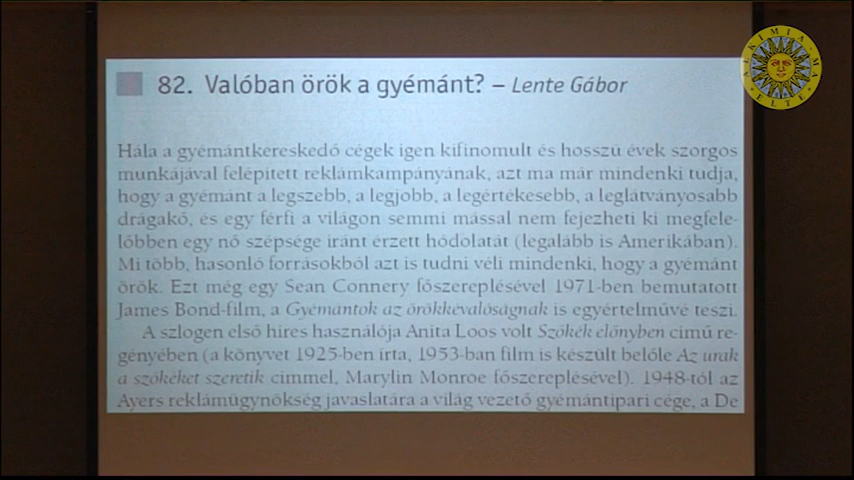 82. Valóban örök a gyémánt? – Lente Gábor
Hála a gyémántkereskedő cégek igen kifinomult és hosszú évek szorgos
munkájával felépített reklámkampányának, azt ma már mindenki tudja,
hogy a gyémánt a legszebb, a legjobb, a legértékesebb, a leglátványosabb
drágakő, és egy férfi a világon semmi mással nem fejezheti ki megfele-
lőbben egy nő szépsége iránt érzett hódolatát (legalább is Amerikában).
Mi több, hasonló forrásokból azt is tudni véli mindenki, hogy a gyémánt
örök. Ezt még egy Sean Connery főszereplésével 1971-ben bemutatott
James Bond-film, a Gyémántok az örökkévalóságnak is egyértelművé teszi.
A szlogen első híres használója Anita Loos volt Szőkék előnyben című re-
gényében (a könyvet 1925-ben írta, 1953-ban film is készült belőle Az urak
a szőkéket szeretik címmel, Marylin Monroe főszereplésével). 1948-tól az
Ayers reklámügynökség javaslatára a világ vezető gyémántipari cége, a De
ALKÍMIA MA
ELTE